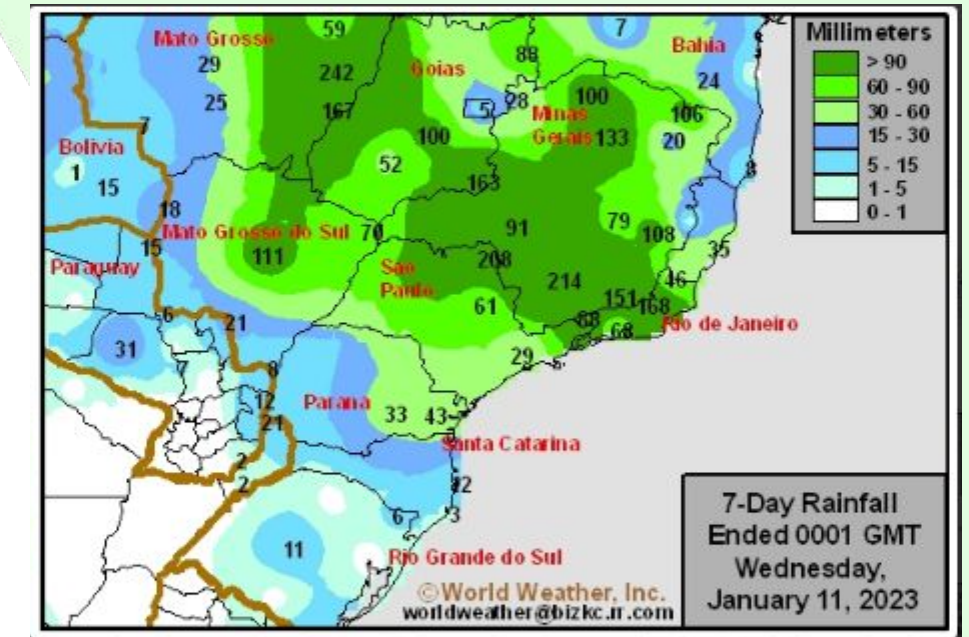 59
7
Mato Grosso
88
Bahia
Goias
29
242
24
25
167
5
28
100
Minas
106
7
100
Gerais
133
20
Bolivia
52
1
15
163
3
18
79
Mato Grosso do Sul
70
91
108
15
111
208
35
Paraguay
Sao
Paulo
214
46
61
151
168
6
21
88
68
Rio de Janeiro
31
29
7
8
12
Parana
33
43
21
Santa Catarina
2
2
12
6
3
11
Rio Grande do Sul
Millimeters
> 90
60 - 90
30 - 60
15 - 30
5 - 15
1 - 5
0 - 1
7-Day Rainfall
Ended 0001 GMT
Wednesday,
January 11, 2023
©World Weather, Inc.
worldweather@bizkc.rr.com